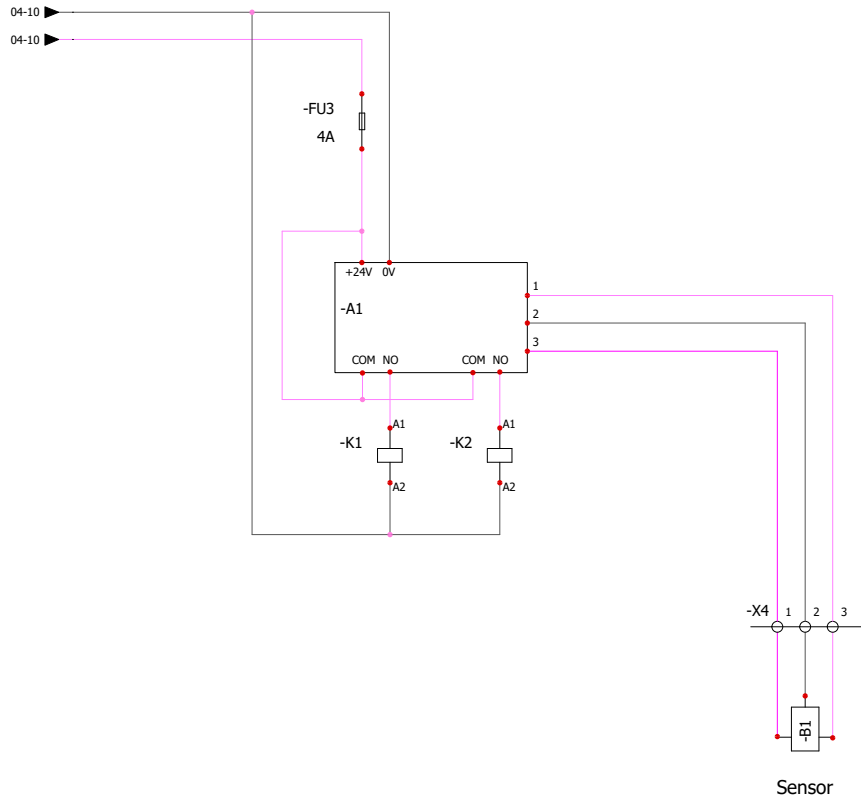 04-10
04-10
-FU3
4A
+24V 0V
-A1
1
2
3
COM NO COM NO
A1 A1
-K1 -K2
A2 A2
-X4 1 2 3
-B1
Sensor